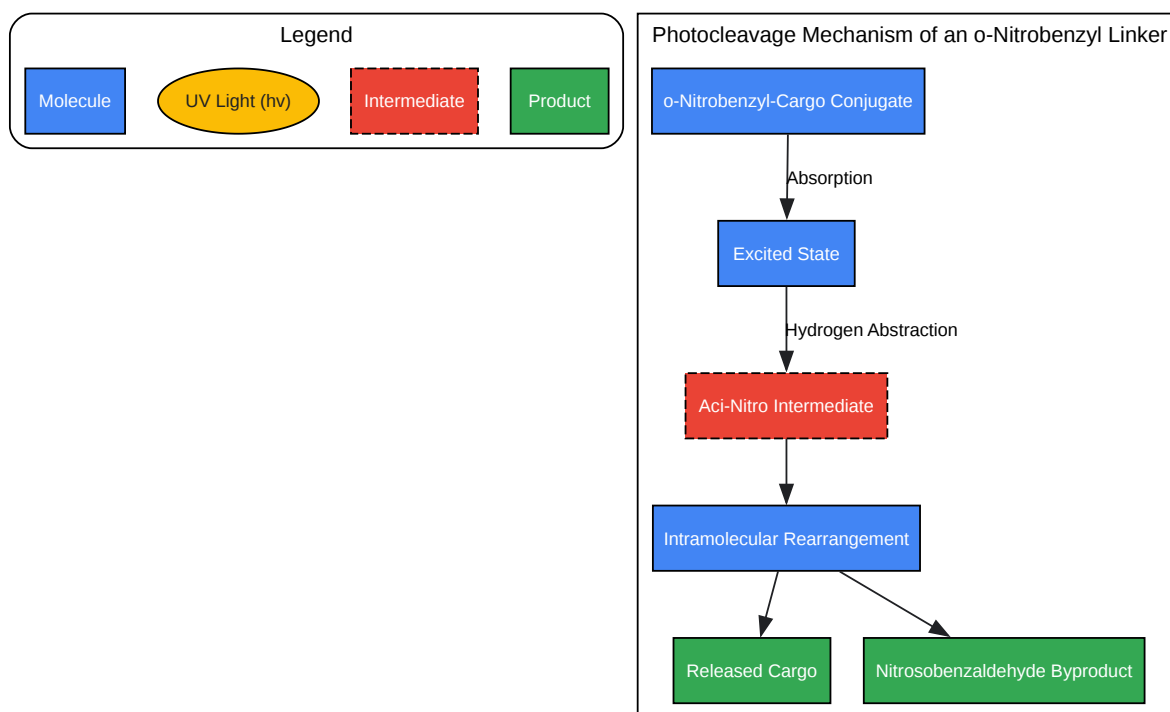 Legend
Molecule
UV Light (hv)
Intermediate
Product
Photocleavage Mechanism of an o-Nitrobenzyl Linker
o-Nitrobenzyl-Cargo Conjugate
Absorption
Excited State
Hydrogen Abstraction
Aci-Nitro Intermediate
Intramolecular Rearrangement
Released Cargo
Nitrosobenzaldehyde Byproduct